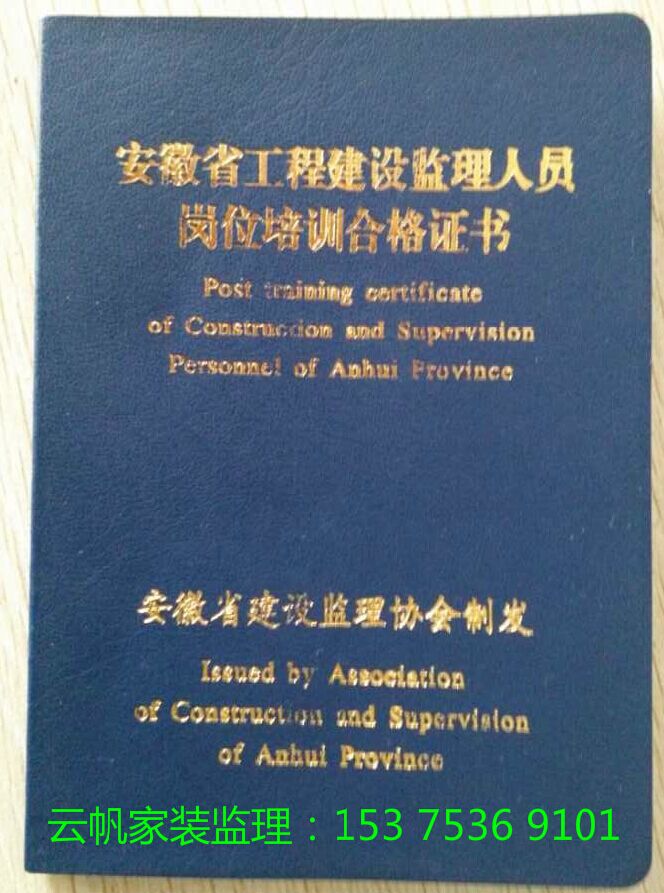 安徽省工程建设监理人员
岗位培训合格证书
Post training certificate
of Construction and Supervision
Personnel of Anhui Province
安徽省建设监理协会制发
Issued by Association
of Construction and Supervision
of Anhui Province
云帆家装监理：153 7536 9101